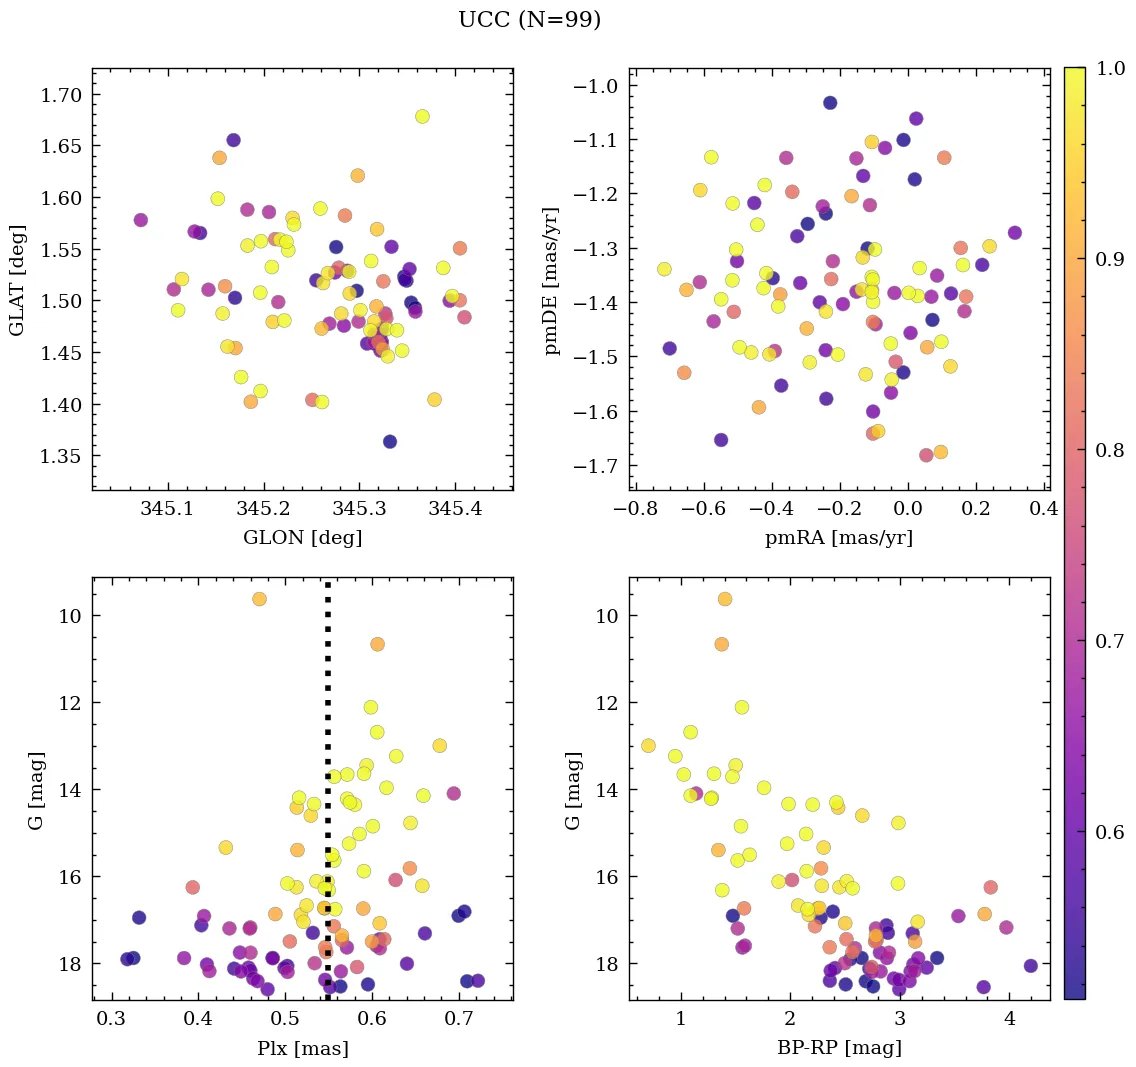 UCC (N=99)
1.70
1.65
1.60
1.55
1.50
1.45
1.40
1.35
GLAT [deg]
345.1 345.2 345.3 345.4
GLON [deg]
−1.0
−1.1
−1.2
−1.3
−1.4
−1.5
−1.6
−1.7
pmDE [mas/yr]
−0.8 −0.6 −0.4 −0.2 0.0 0.2 0.4
pmRA [mas/yr]
10
12
14
16
18
G [mag]
0.3 0.4 0.5 0.6 0.7
Plx [mas]
10
12
14
16
18
G [mag]
1 2 3 4
BP-RP [mag]
1.0
0.9
0.8
0.7
0.6